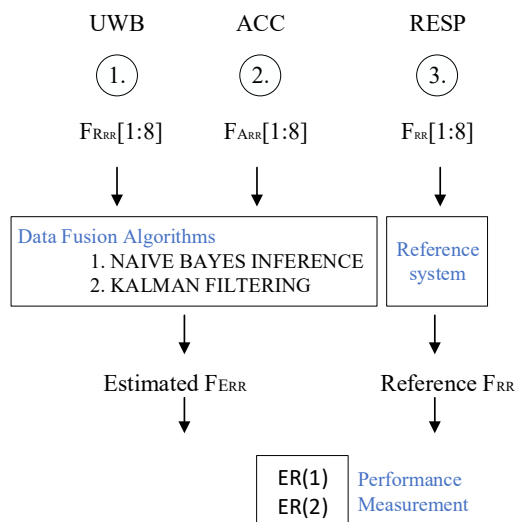 UWB ACC RESP
1. 2. 3.
FRRR[1:8] FARR[1:8] FRR[1:8]
Data Fusion Algorithms
1. NAIVE BAYES INFERENCE
2. KALMAN FILTERING
Reference
system
Estimated FERR Reference FRR
ER(1)
ER(2)
Performance
Measurement